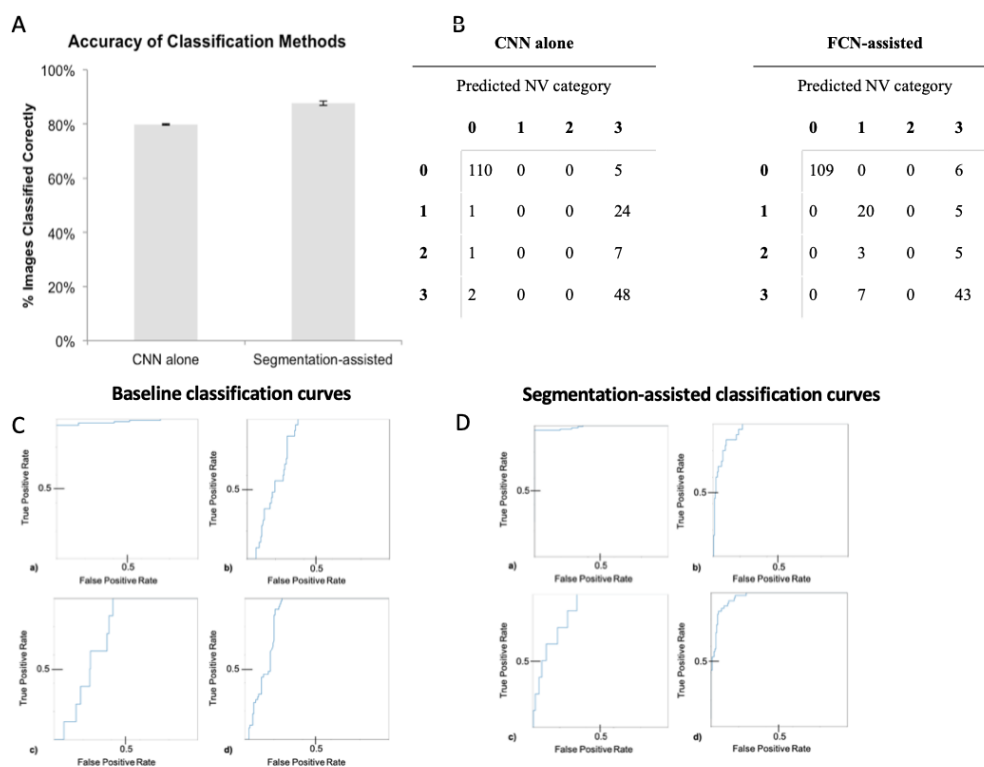 A
Accuracy of Classification Methods
% Images Classified Corectly
100%
80%
60%
40%
20%
0%
CNN alone
Segmentation-assisted
B
CNN alone
Predicted NV category
0 1 2 3
0 110 0 0 5
1 1 0 0 24
2 1 0 0 7
3 2 0 0 48
FCN-assisted
Predicted NV category
0 1 2 3
0 109 0 0 6
1 0 20 0 5
2 0 3 0 5
3 0 7 0 43
Baseline classification curves
C
True Positive Rate
0.5
0.5
a)
False Positive Rate
True Positive Rate
0.5
0.5
b)
False Positive Rate
True Positive Rate
0.5
0.5
c)
False Positive Rate
True Positive Rate
0.5
0.5
d)
False Positive Rate
Segmentation-assisted classification curves
D
True Positive Rate
0.5
0.5
a)
False Positive Rate
True Positive Rate
0.5
0.5
b)
False Positive Rate
True Positive Rate
0.5
0.5
c)
False Positive Rate
True Positive Rate
0.5
0.5
d)
False Positive Rate